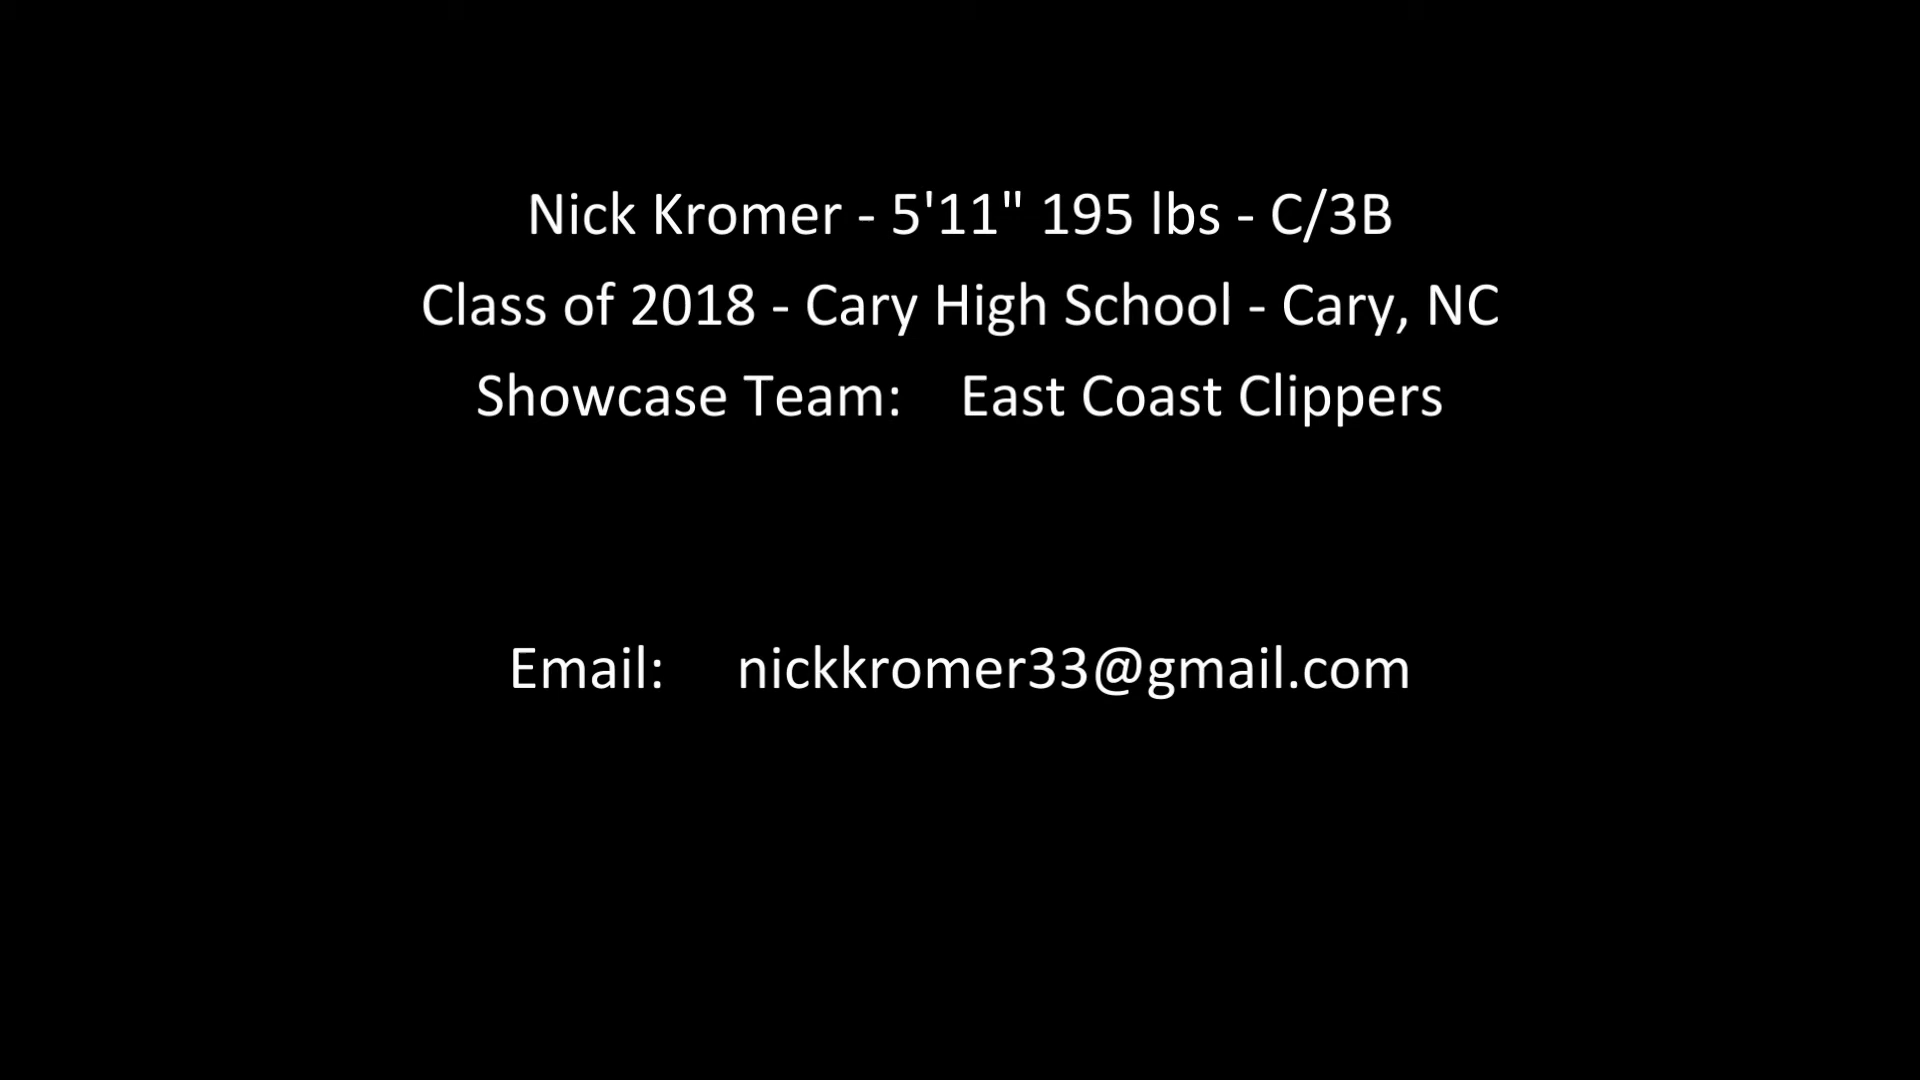 Nick Kromer - 5'11" 195 lbs - C/3B
Class of 2018 - Cary High School - Cary, NC
Showcase Team: East Coast Clippers
Email: nickkromer33@gmail.com